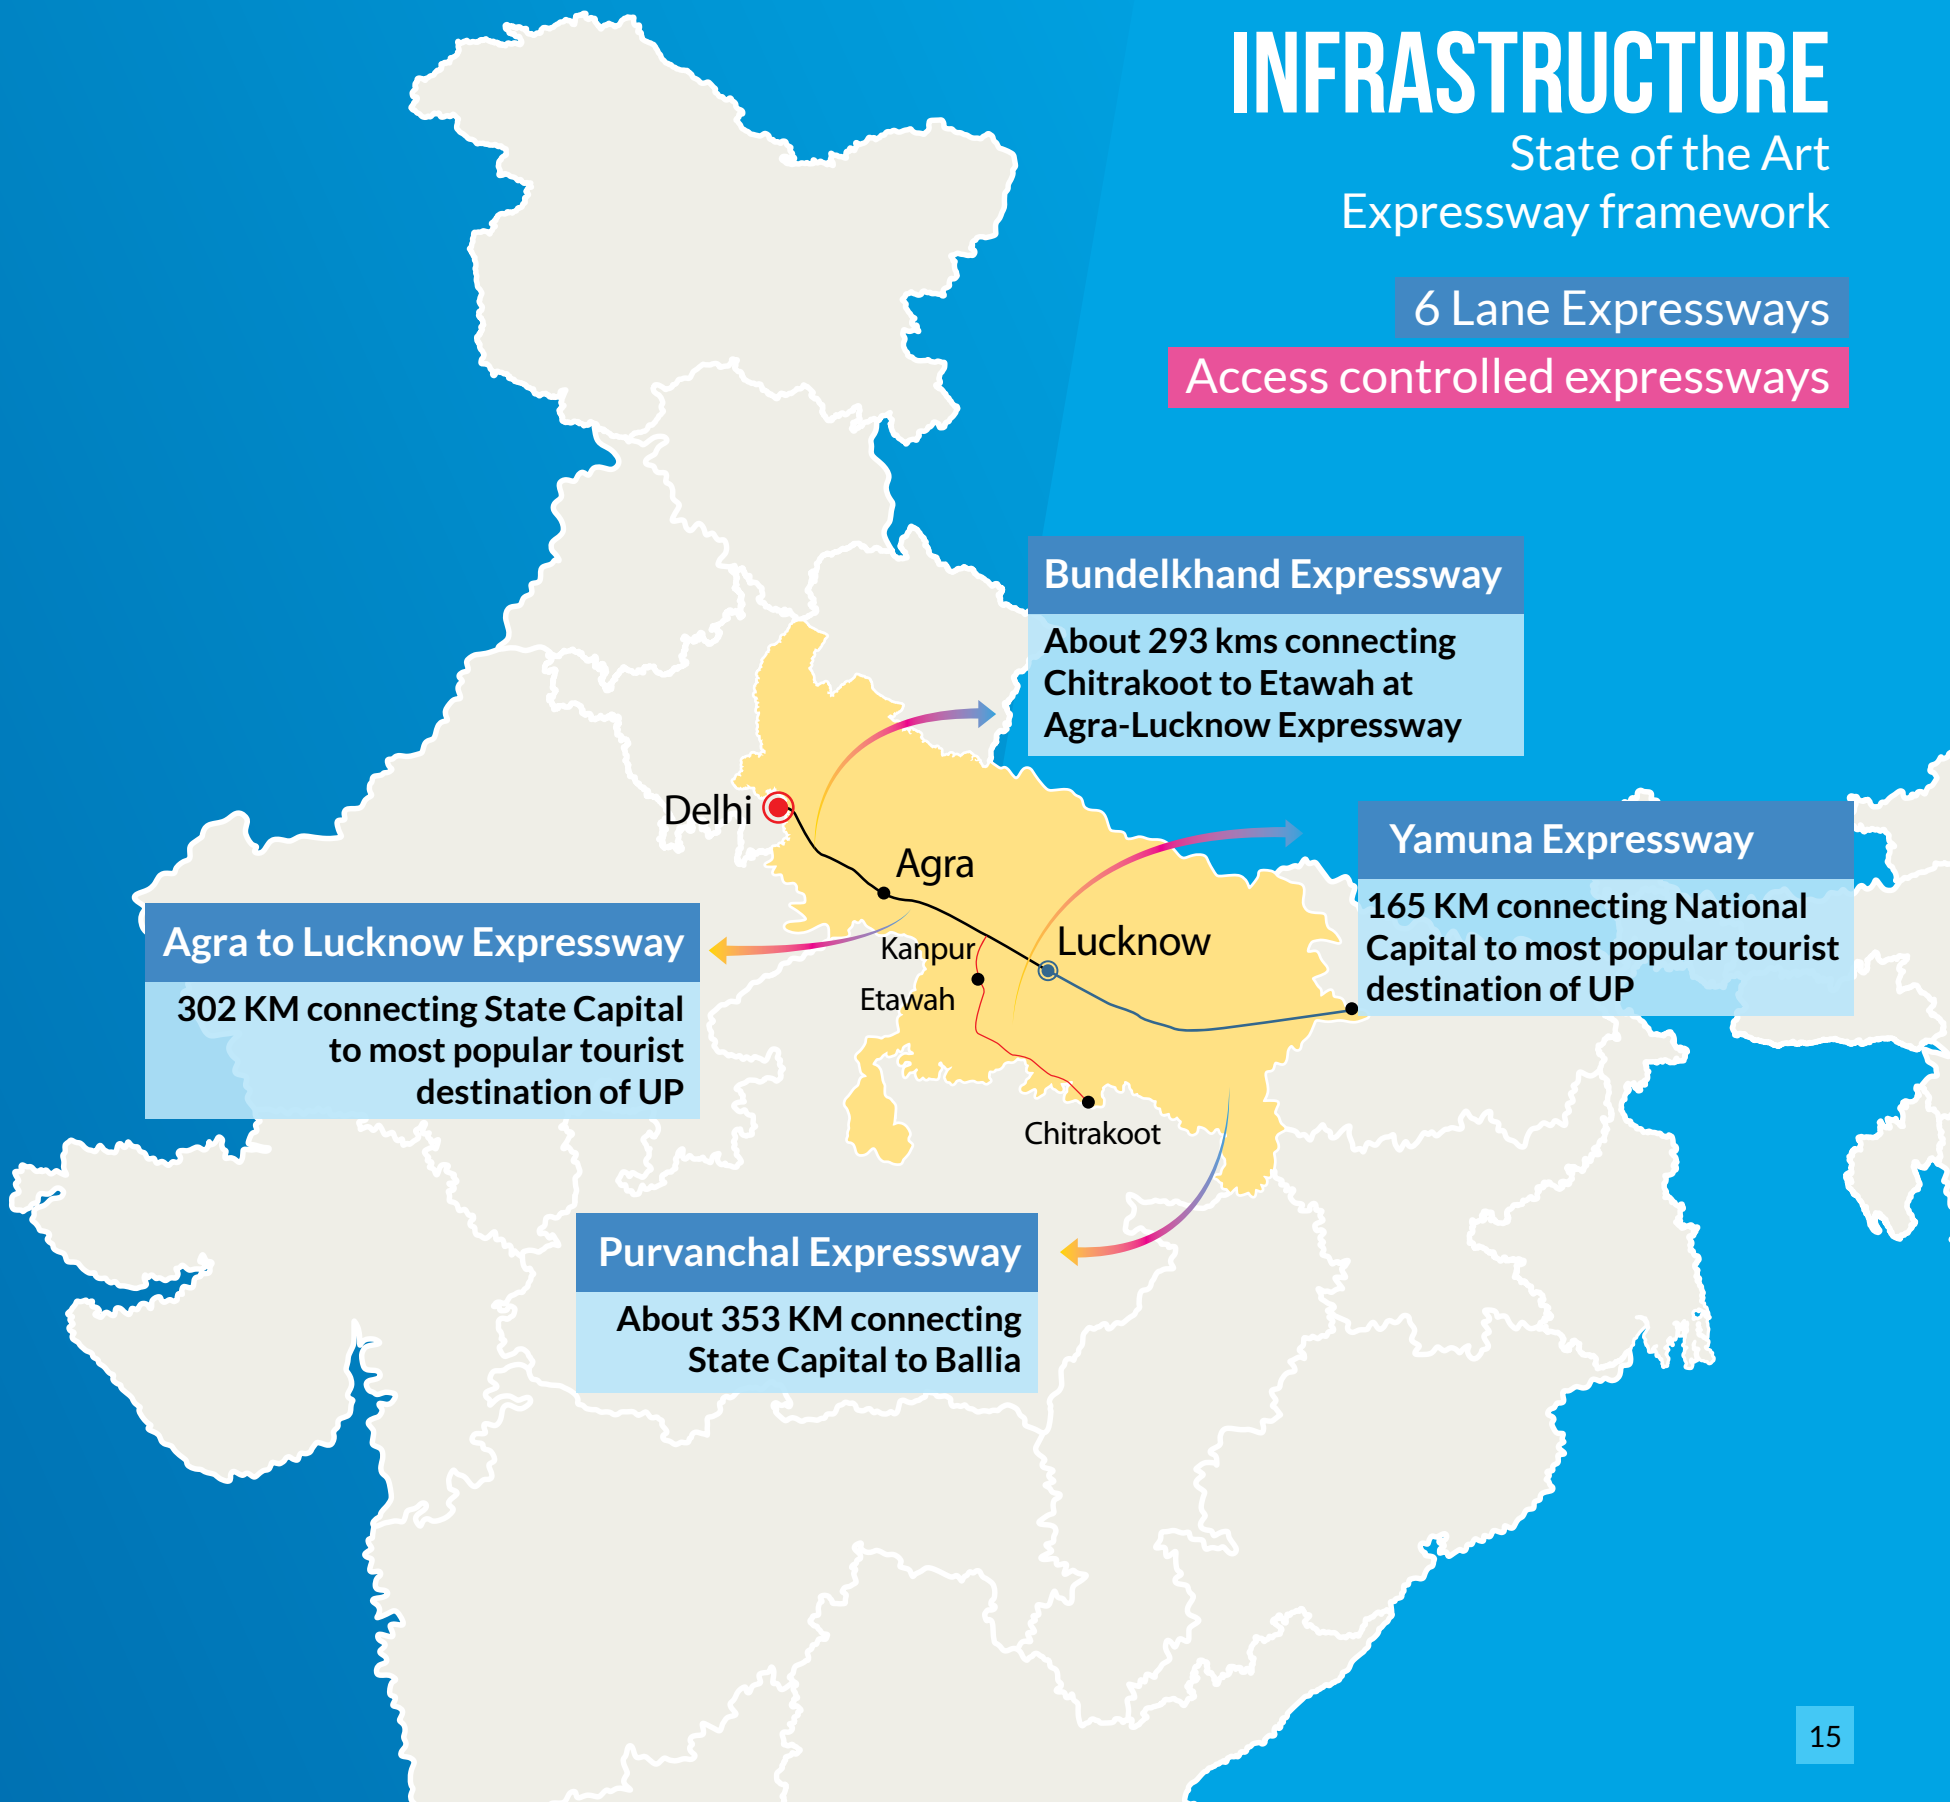 INFRASTRUCTURE
State of the Art
Expressway framework
6 Lane Expressways
Access controlled expressways
Bundelkhand Expressway
About 293 kms connecting
Chitrakoot to Etawah at
Agra-Lucknow Expressway
Delhi
Agra
Yamuna Expressway
165 KM connecting National
Capital to most popular tourist
destination of UP
Agra to Lucknow Expressway
302 KM connecting State Capital
to most popular tourist
destination of UP
Kanpur
Lucknow
Etawah
Chitrakoot
Purvanchal Expressway
About 353 KM connecting
State Capital to Ballia
15